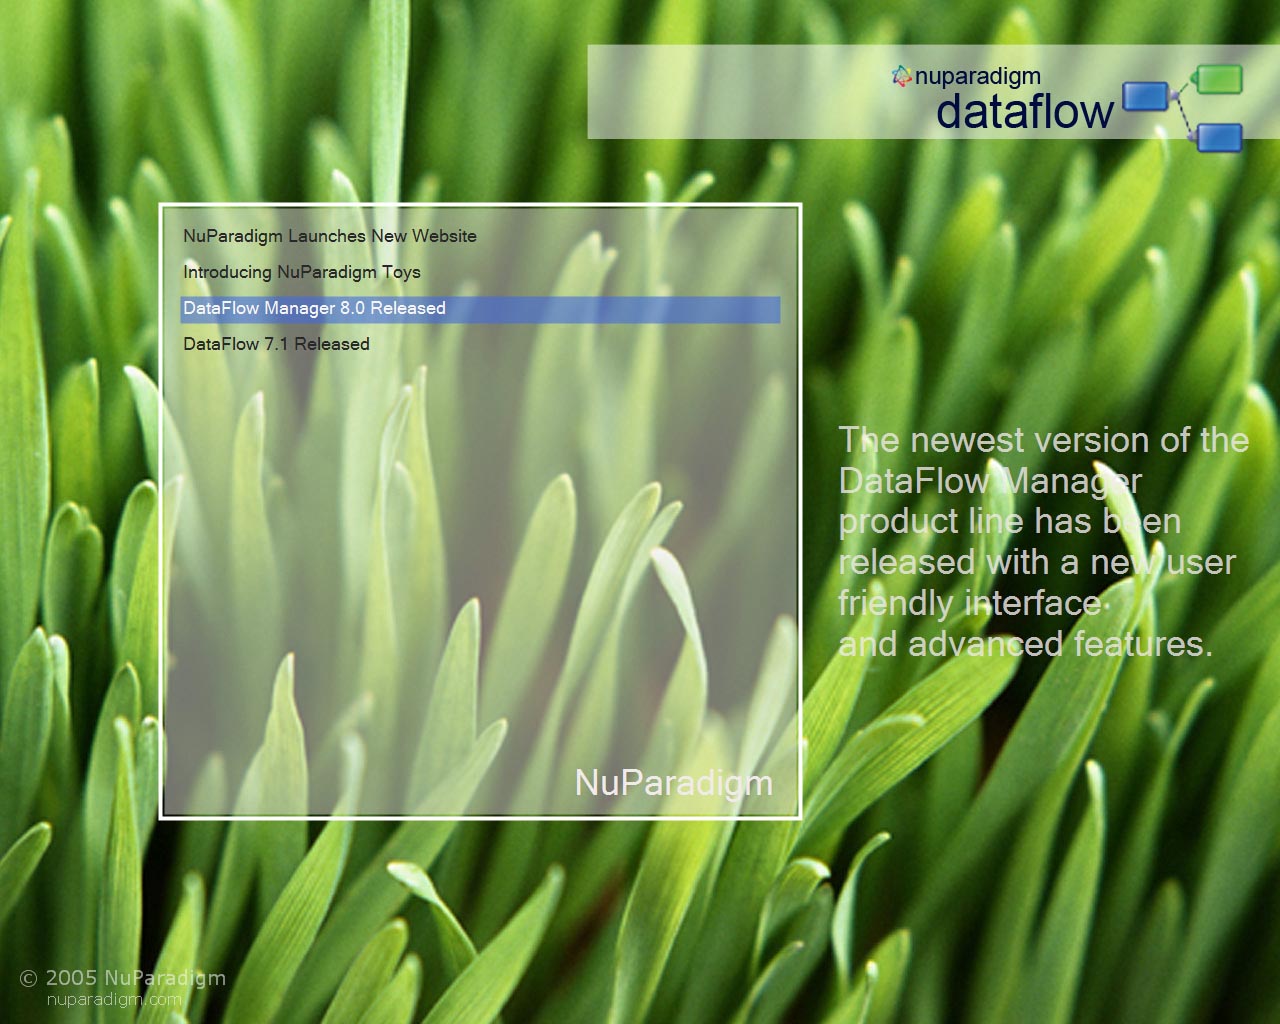 nuparadigm
dataflow
NuParadigm Launches New Website
Introducing NuParadigm Toys
DataFlow Manager 8.0 Released
DataFlow 7.1 Released
The newest version of the
DataFlow Manager
product line has been
released with a new user
friendly interface
and advanced features.
NuParadigm
© 2005 NuParadigm
nuparadigm.com